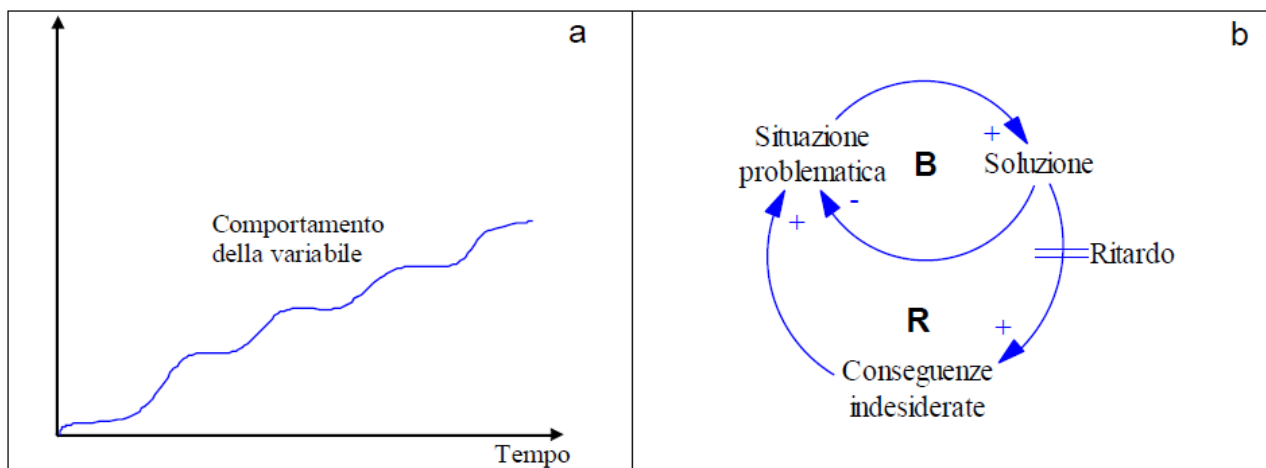 a
Comportamento
della variabile
Tempo
b
Situazione
problematica
B
+
Soluzione
-
+
Ritardo
R
+
Conseguenze
indesiderate